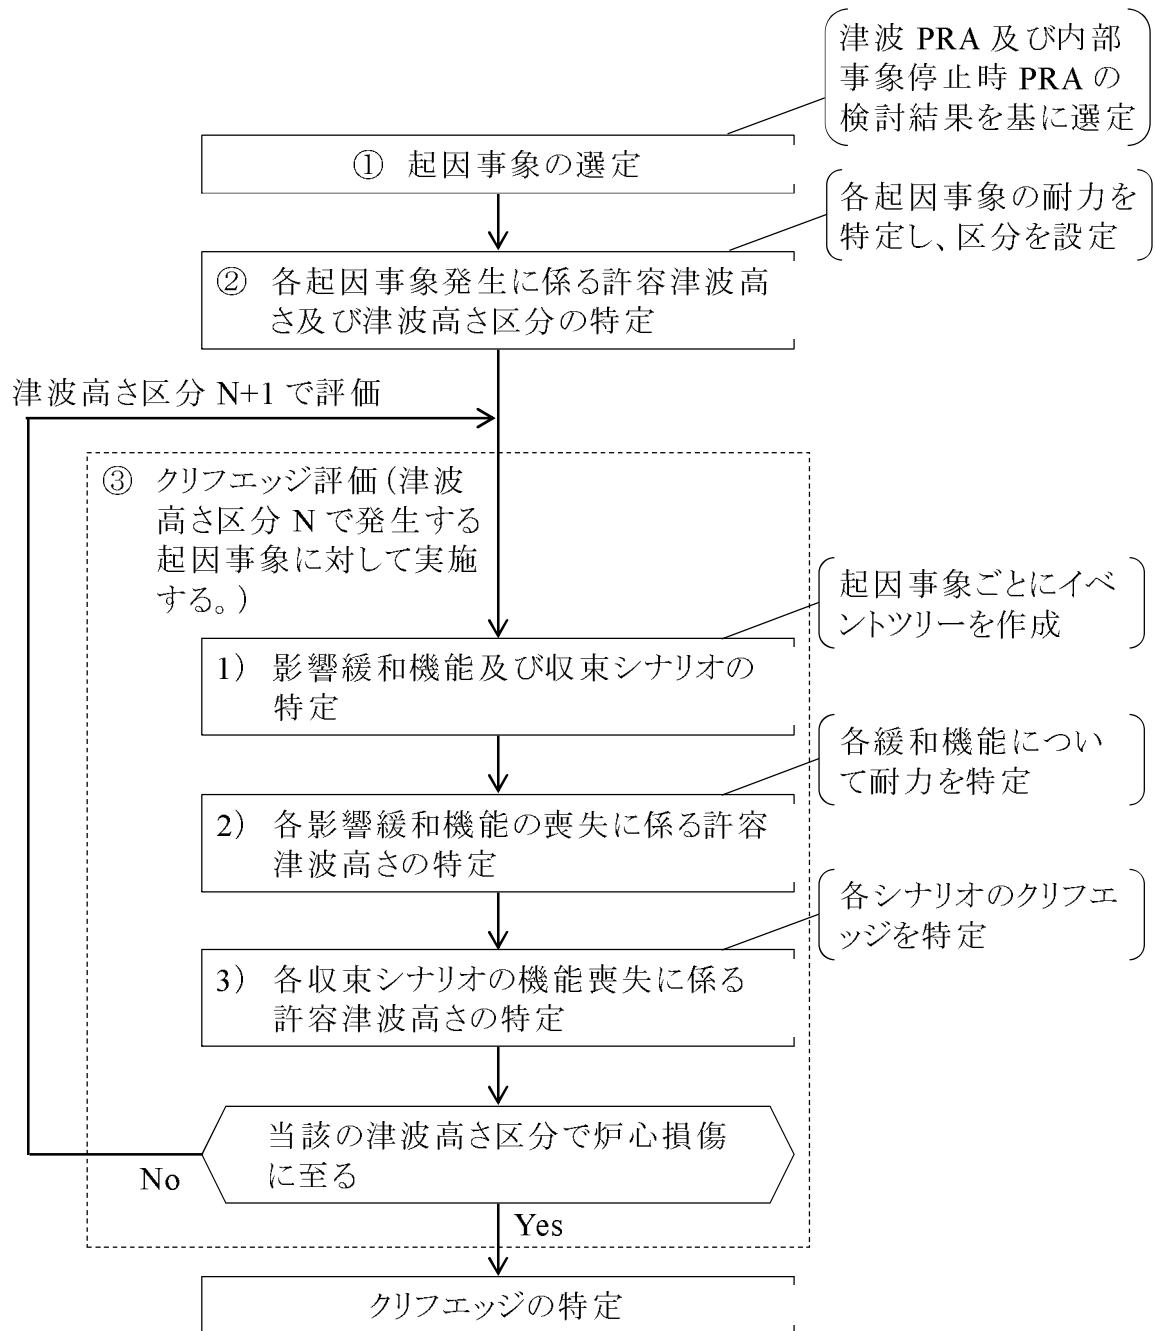 津波 PRA 及び内部
事象停止時 PRA の
検討結果を基に選定
① 起因事象の選定
各起因事象の耐力を
特定し、区分を設定
② 各起因事象発生に係る許容津波高
さ及び津波高さ区分の特定
津波高さ区分 N+1 で評価
③ クリフエッジ評価（津波
高さ区分 N で発生する
起因事象に対して実施
する。）
起因事象ごとにイベ
ントツリーを作成
1） 影響緩和機能及び収束シナリオの
特定
各緩和機能につい
て耐力を特定
2） 各影響緩和機能の喪失に係る許容
津波高さの特定
各シナリオのクリフエ
ッジを特定
3） 各収束シナリオの機能喪失に係る
許容津波高さの特定
当該の津波高さ区分で炉心損傷
に至る
No
Yes
クリフエッジの特定